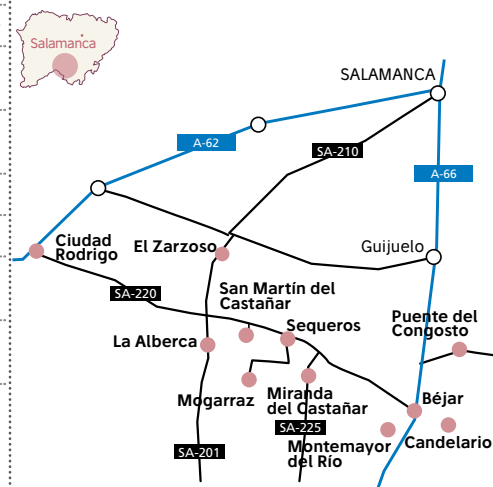 Salamanca
SALAMANCA
A-62
SA-210
A-66
Ciudad
Rodrigo
El Zarzoso
Guijuelo
SA-220
San Martín del
Castañar
Puente del
Congosto
Sequeros
La Alberca
Mogarraz
Miranda
del Castañar
Béjar
SA-225
SA-201
Montemayor
del Río
Candelario